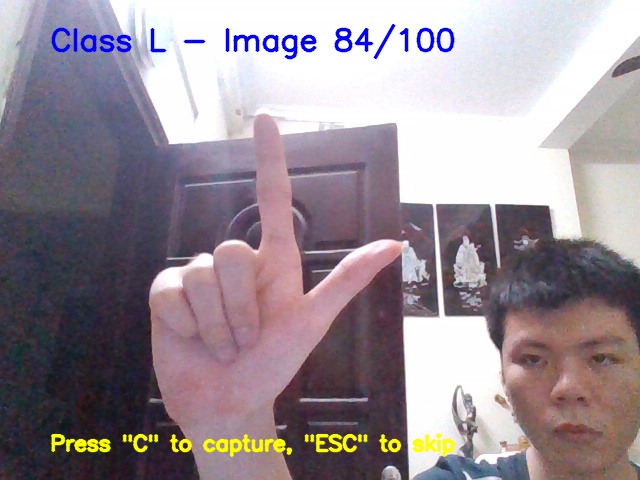 Class L - Image 84/100
Press "C" to capture, "ESC" to skip